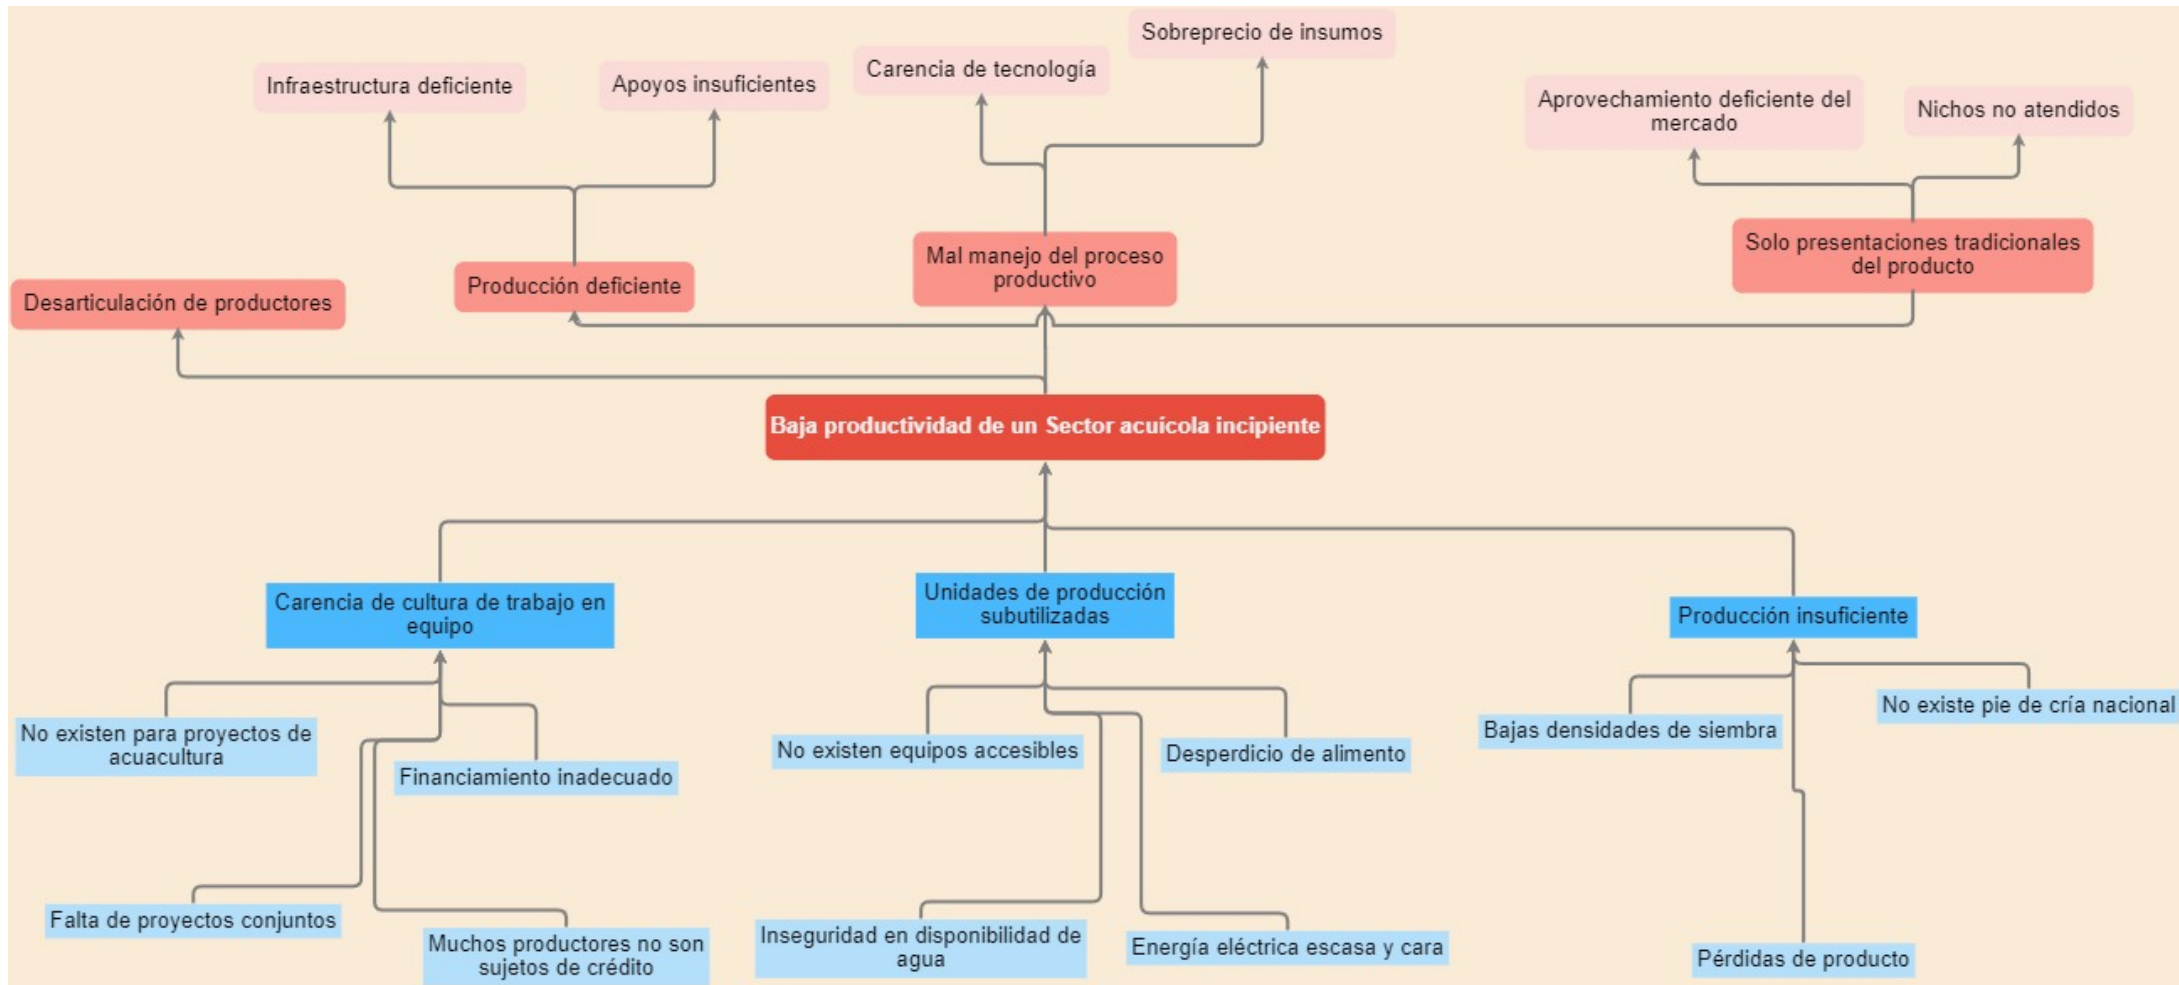 Sobreprecio de insumos
Carencia de tecnología
Infraestructura deficiente
Apoyos insuficientes
Aprovechamiento deficiente del
mercado
Nichos no atendidos
Desarticulación de productores
Producción deficiente
Mal manejo del proceso
productivo
Solo presentaciones tradicionales
del producto
Baja productividad de un Sector acuícola incipiente
Carencia de cultura de trabajo en
equipo
Unidades de producción
subutilizadas
Producción insuficiente
No existen para proyectos de
acuacultura
Financiamiento inadecuado
No existen equipos accesibles
Desperdicio de alimento
Bajas densidades de siembra
No existe pie de cría nacional
Falta de proyectos conjuntos
Muchos productores no son
sujetos de crédito
Inseguridad en disponibilidad de
agua
Energía eléctrica escasa y cara
Pérdidas de producto